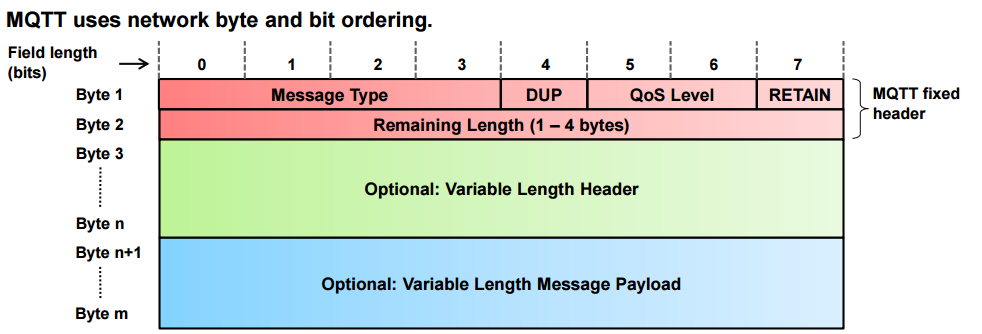 MQTT uses network byte and bit ordering.
Field length
(bits)
0 1 2 3 4 5 6 7
Byte 1 Message Type DUP QoS Level RETAIN
MQTT fixed
header
Byte 2 Remaining Length (1 – 4 bytes)
Byte 3
Optional: Variable Length Header
Byte n
Byte n+1
Optional: Variable Length Message Payload
Byte m